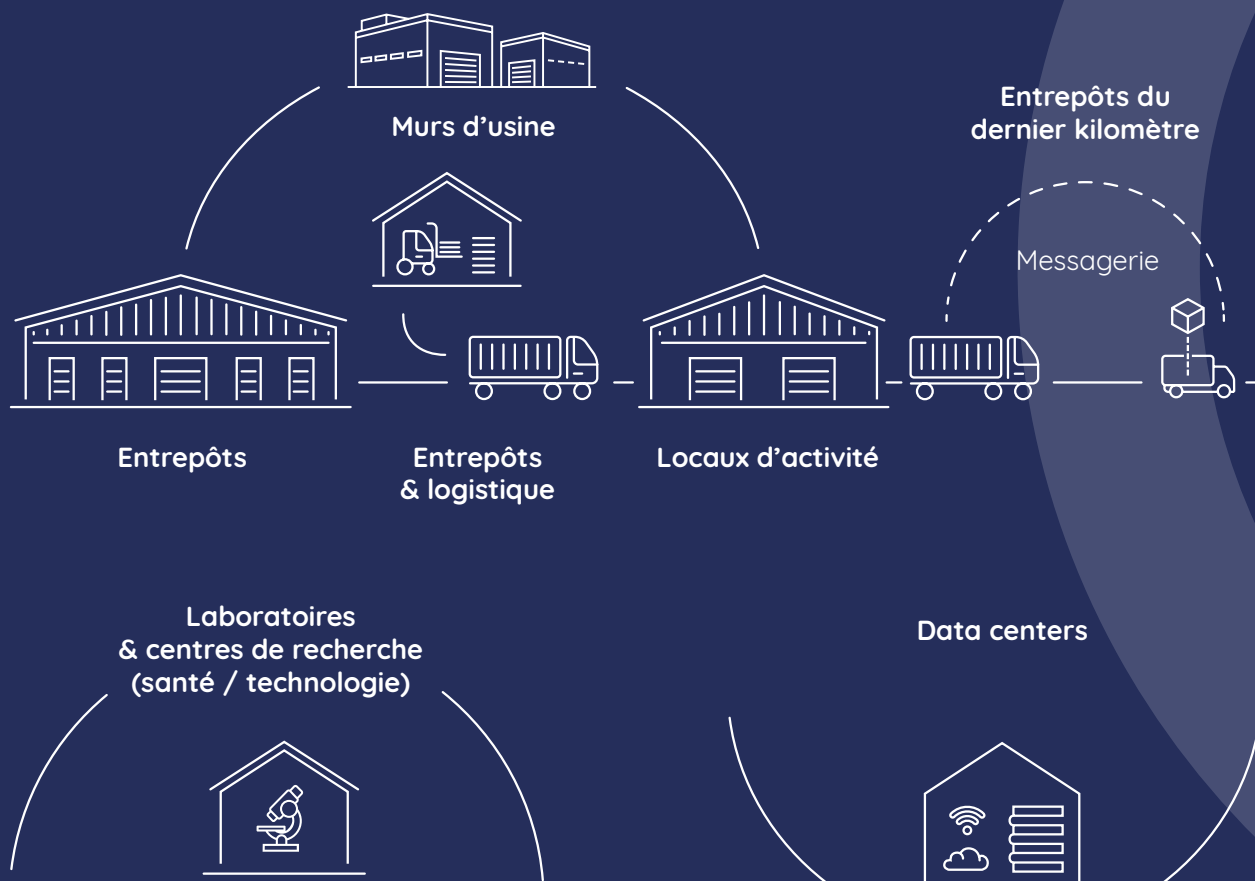 Murs d’usine
Entrepôts du
dernier kilomètre
Messagerie
Entrepôts
Entrepôts
& logistique
Locaux d’activité
Laboratoires
& centres de recherche
(santé / technologie)
Data centers